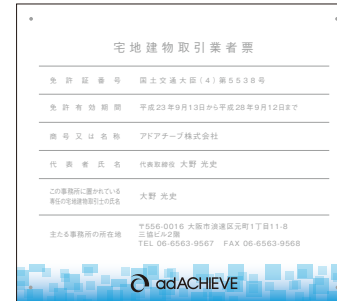 宅地建物取引業者票
免許証番号 国土交通大臣(4)第5538号
免許有効期間 平成23年9月13日から平成28年9月12日まで
商号又は名称 アドアチーブ株式会社
代表者氏名 代表取締役 大野 光史
この事務所に置かれている
専任の宅地建物取引士の氏名 大野 光史
主たる事務所の所在地 〒556-0016 大阪市浪速区元町1丁目11-8
三協ビル2階
TEL 06-6563-9567 FAX 06-6563-9568
adACHIEVE